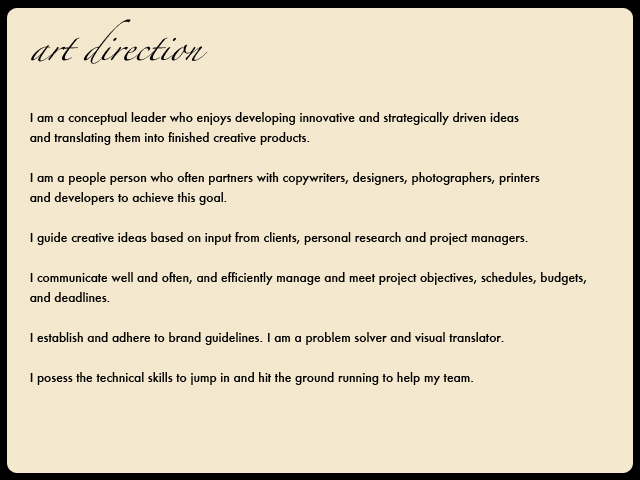 art direction
I am a conceptual leader who enjoys developing innovative and strategically driven ideas
and translating them into finished creative products.
I am a people person who often partners with copywriters, designers, photographers, printers
and developers to achieve this goal.
I guide creative ideas based on input from clients, personal research and project managers.
I communicate well and often, and efficiently manage and meet project objectives, schedules, budgets,
and deadlines.
I establish and adhere to brand guidelines. I am a problem solver and visual translator.
I posess the technical skills to jump in and hit the ground running to help my team.